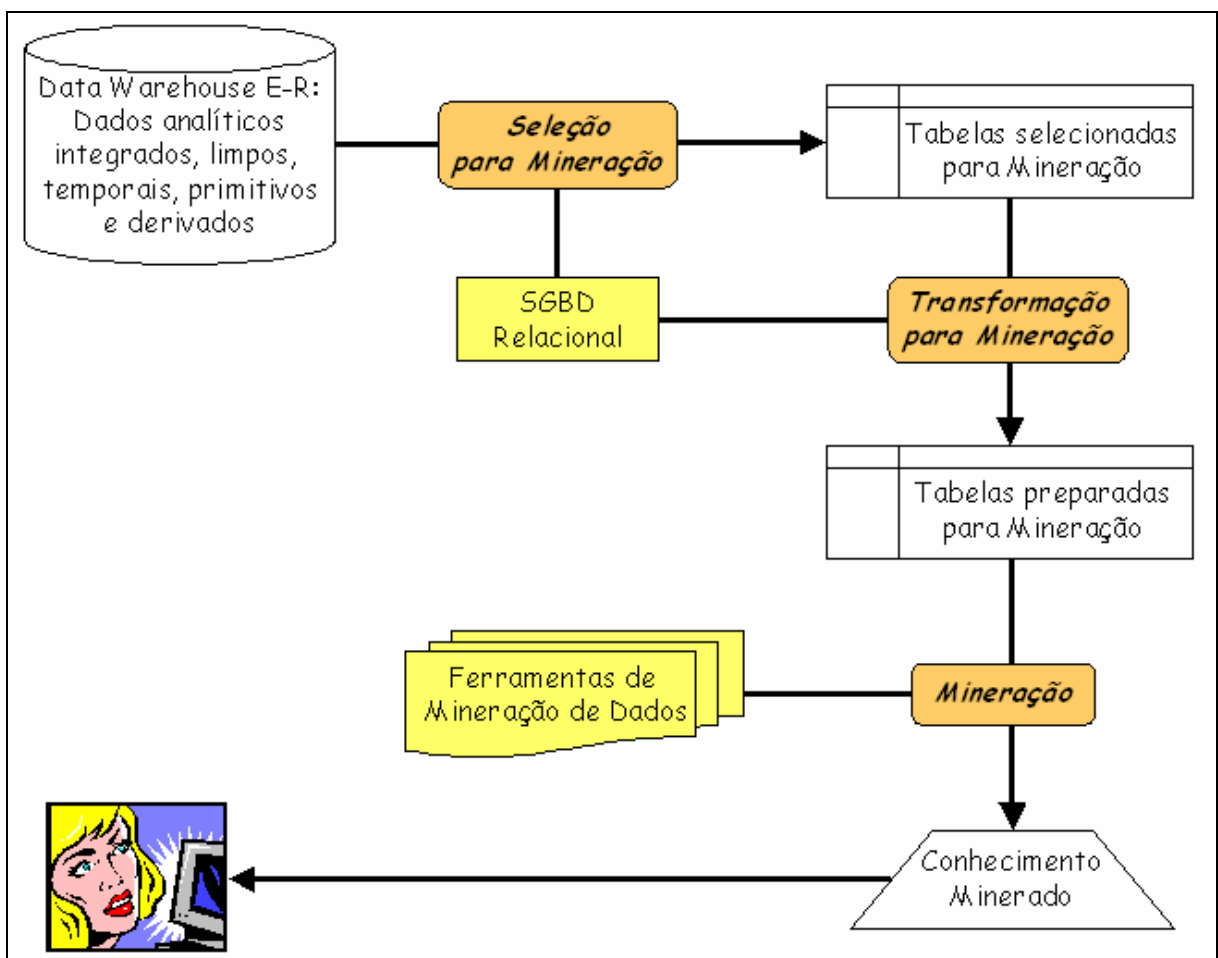 Data Warehouse E-R:
Dados analíticos
integrados, limpos,
temporais, primitivos
e derivados
Seleção
para Mineração
Tabelas selecionadas
para Mineração
SGBD
Relacional
Transformação
para Mineração
Tabelas preparadas
para Mineração
Ferramentas de
Mineração de Dados
Mineração
Conhecimento
Minerado